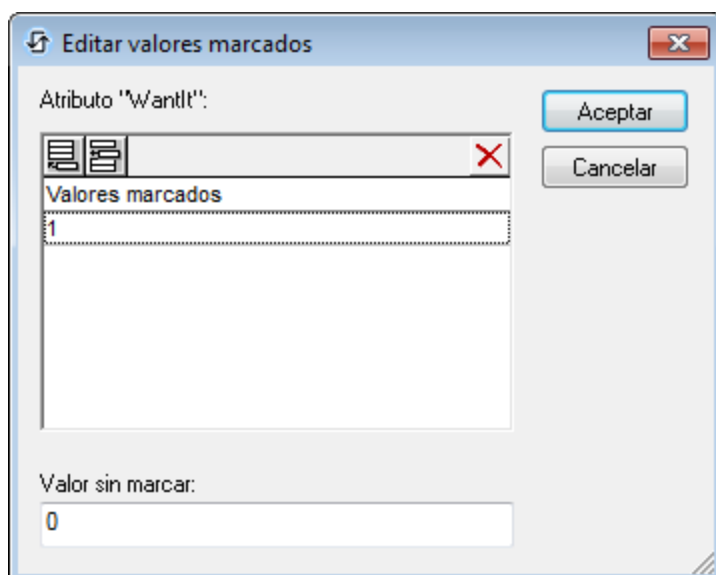 Editar valores marcados
Atributo "WantIt":
Aceptar
Cancelar
Valores marcados
1
Valor sin marcar:
0